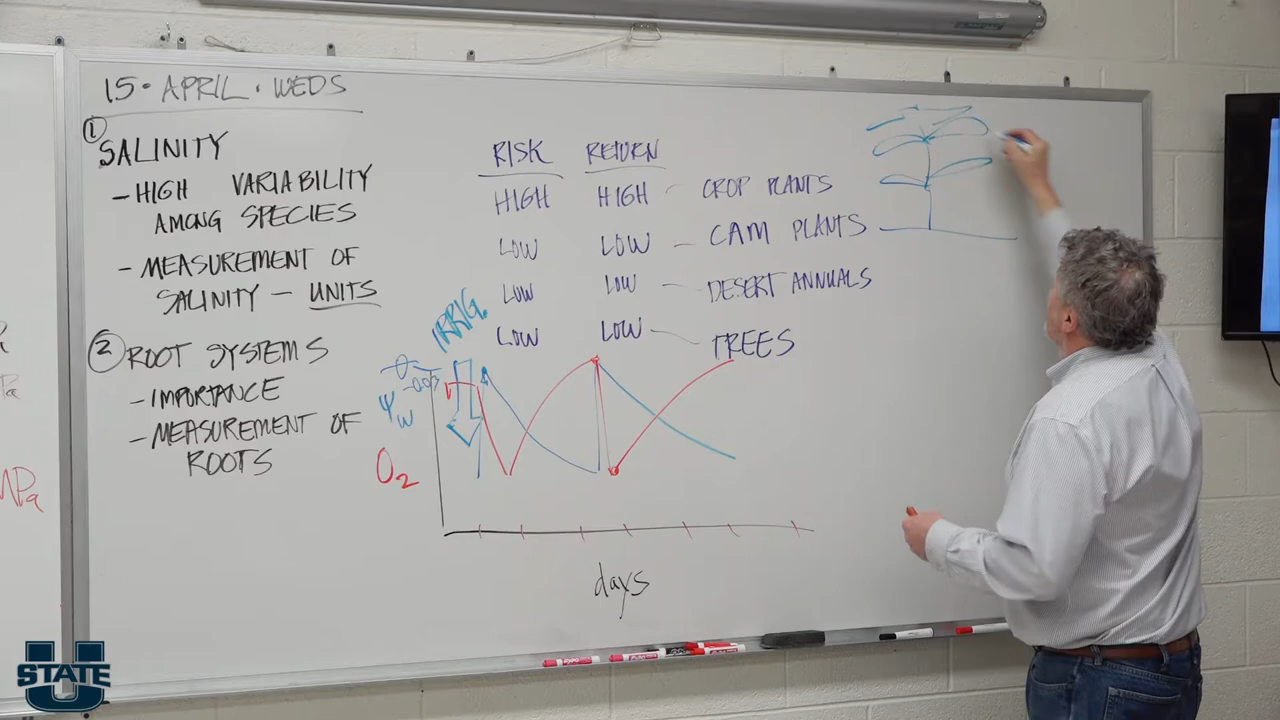 15 • APRIL • WEDS
① SALINITY
- HIGH VARIABILITY
AMONG SPECIES
- MEASUREMENT OF
SALINITY - UNITS
② ROOT SYSTEMS
- IMPORTANCE
- MEASUREMENT OF
ROOTS
RISK RETURN
HIGH HIGH - CROP PLANTS
LOW LOW - CAM PLANTS
LOW LOW - DESERT ANNUALS
LOW LOW - TREES
IRRIG.
θ
Ψw
O2
days
MPa
U STATE